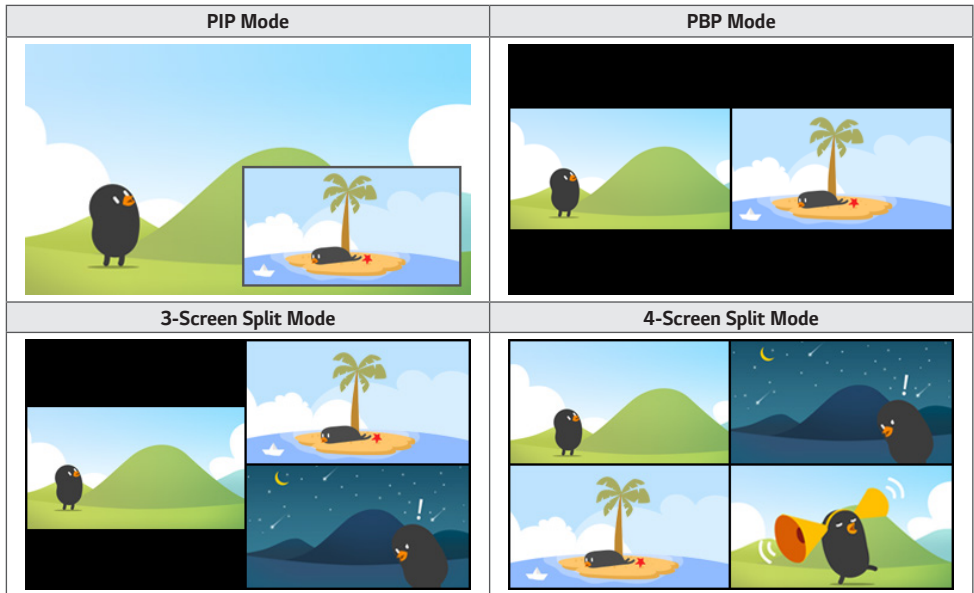 PIP Mode
PBP Mode
3-Screen Split Mode
4-Screen Split Mode